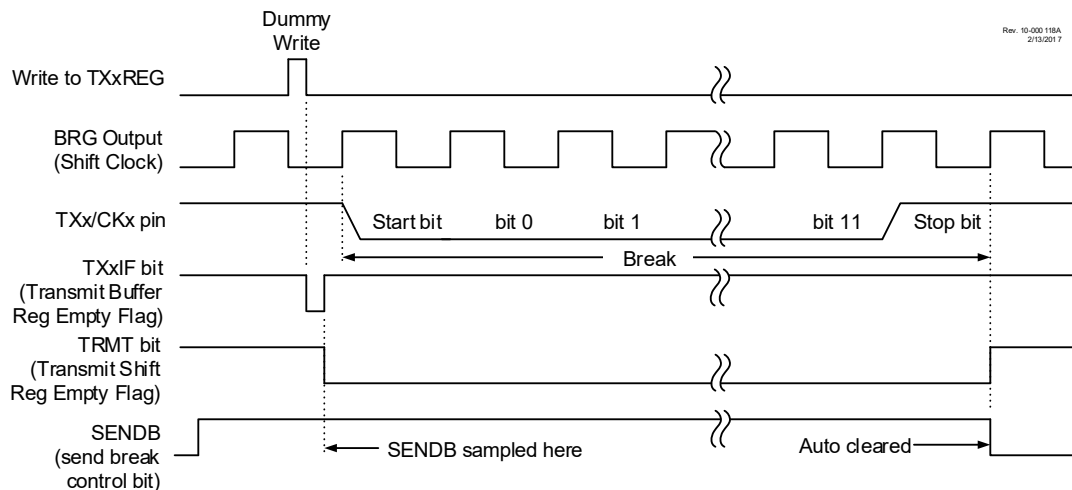 Dummy
Write
Rev. 10-000 118A
2/13/201 7
Write to TXxREG
BRG Output
(Shift Clock)
TXx/CKx pin
Start bit
bit 0
bit 1
bit 11
Stop bit
Break
TXxIF bit
(Transmit Buffer
Reg Empty Flag)
TRMT bit
(Transmit Shift
Reg Empty Flag)
SENDB
(send break
control bit)
SENDB sampled here
Auto cleared